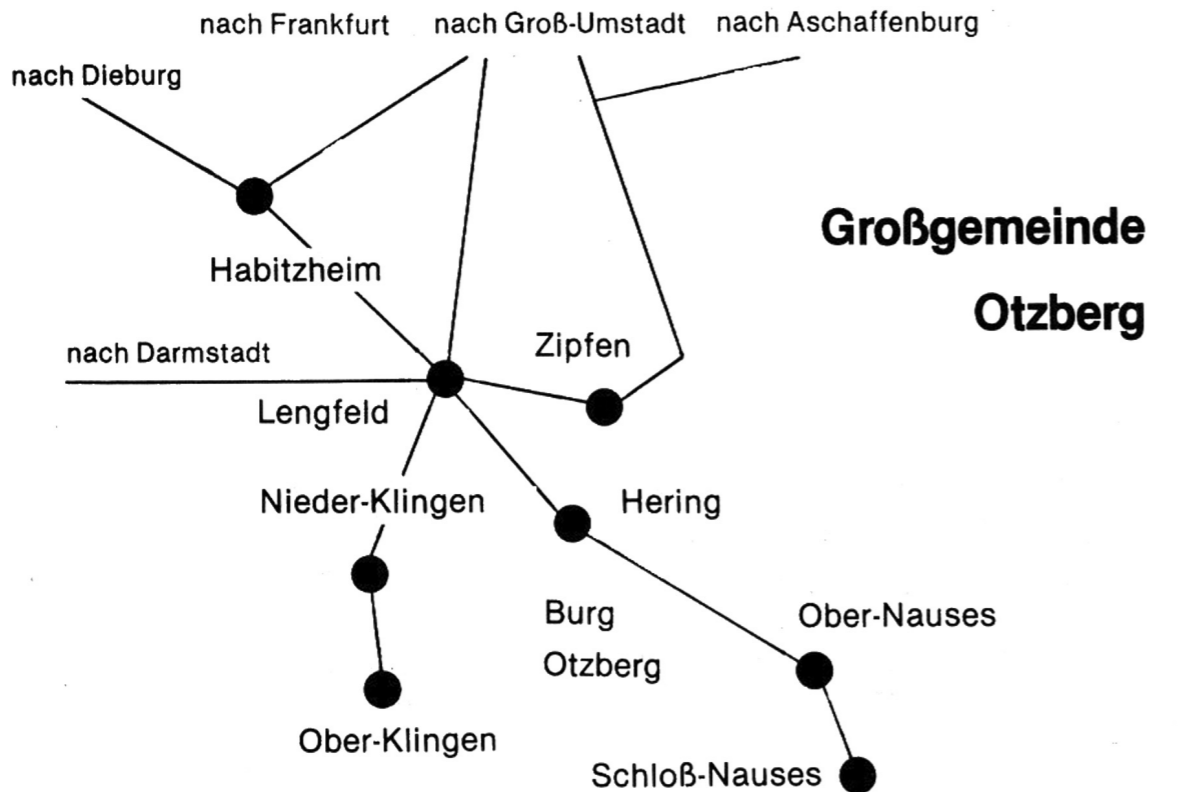 nach Frankfurt
nach Groß-Umstadt
nach Aschaffenburg
nach Dieburg
Großgemeinde
Otzberg
Habitzheim
nach Darmstadt
Zipfen
Lengfeld
Nieder-Klingen
Hering
Burg
Otzberg
Ober-Nauses
Ober-Klingen
Schloß-Nauses